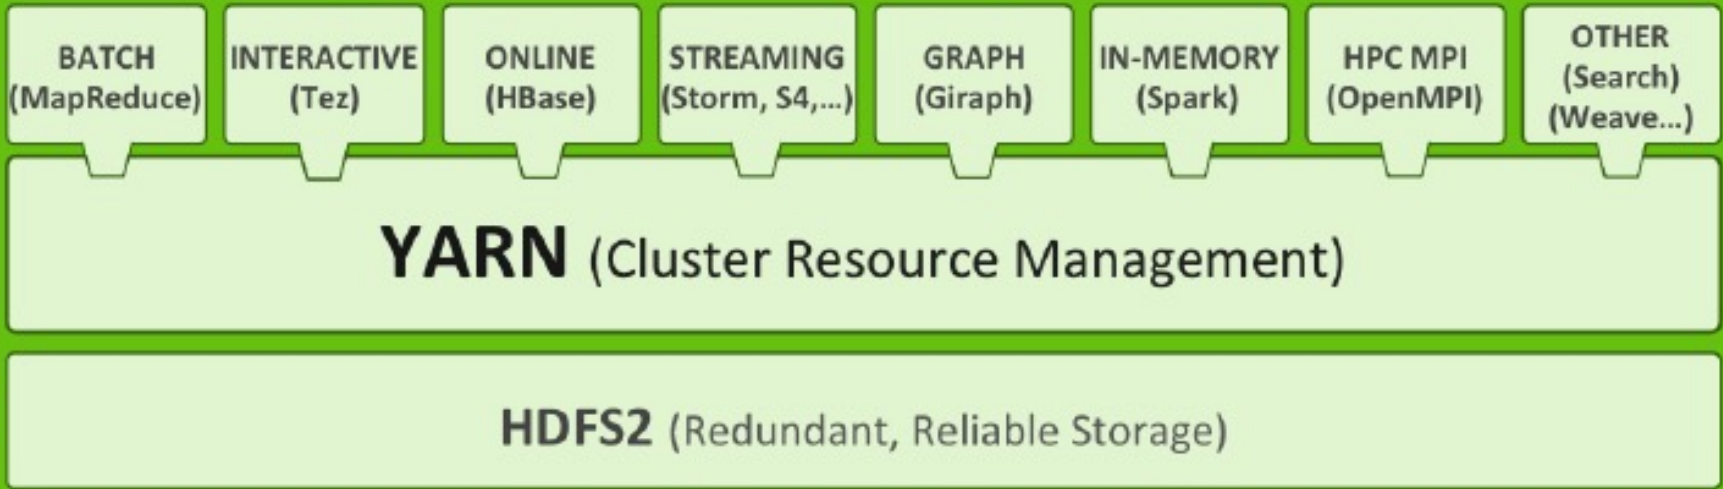 BATCH
(MapReduce)
INTERACTIVE
(Tez)
ONLINE
(HBase)
STREAMING
(Storm, S4,...)
GRAPH
(Giraph)
IN-MEMORY
(Spark)
HPC MPI
(OpenMPI)
OTHER
(Search)
(Weave...)
YARN (Cluster Resource Management)
HDFS2 (Redundant, Reliable Storage)